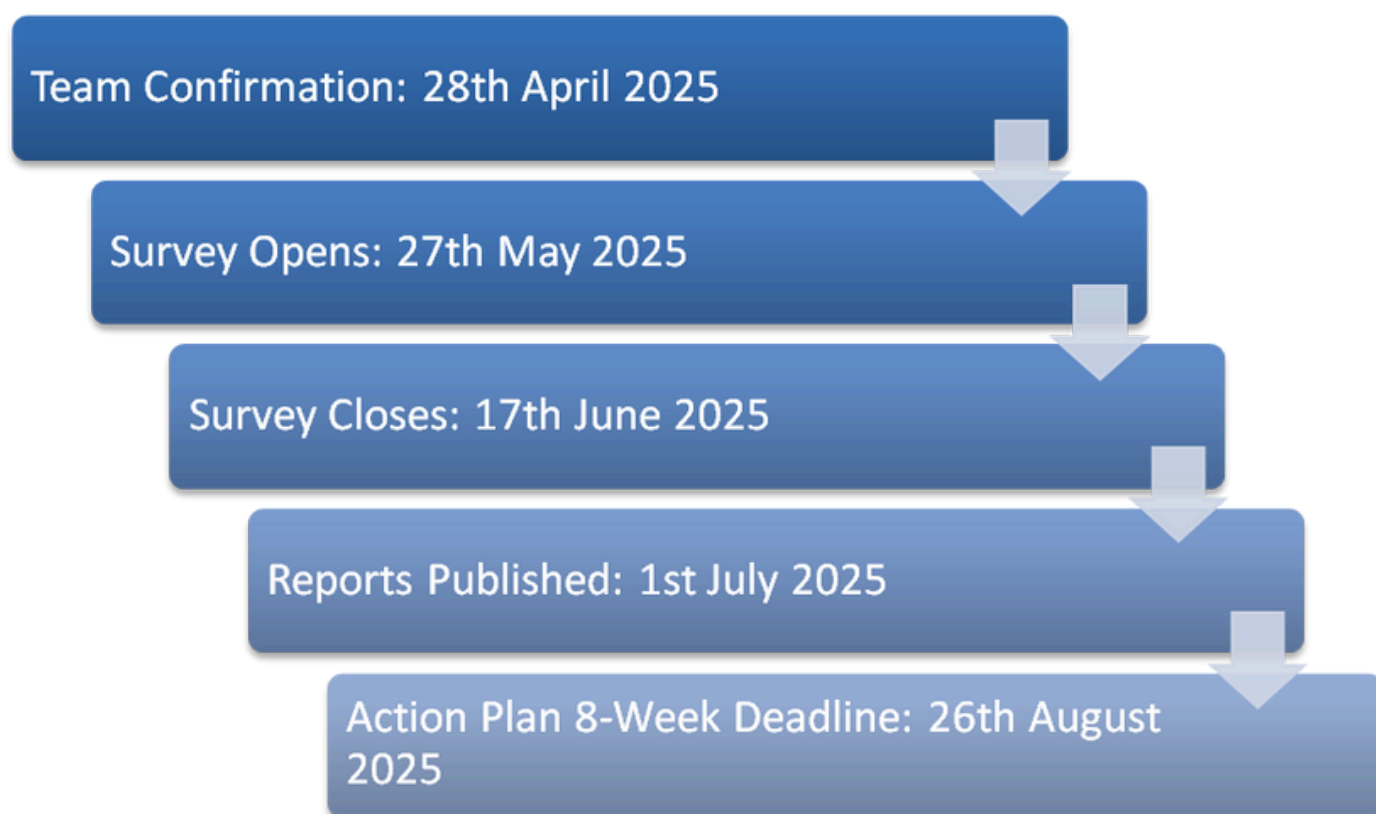 Team Confirmation: 28th April 2025
Survey Opens: 27th May 2025
Survey Closes: 17th June 2025
Reports Published: 1st July 2025
Action Plan 8-Week Deadline: 26th August
2025